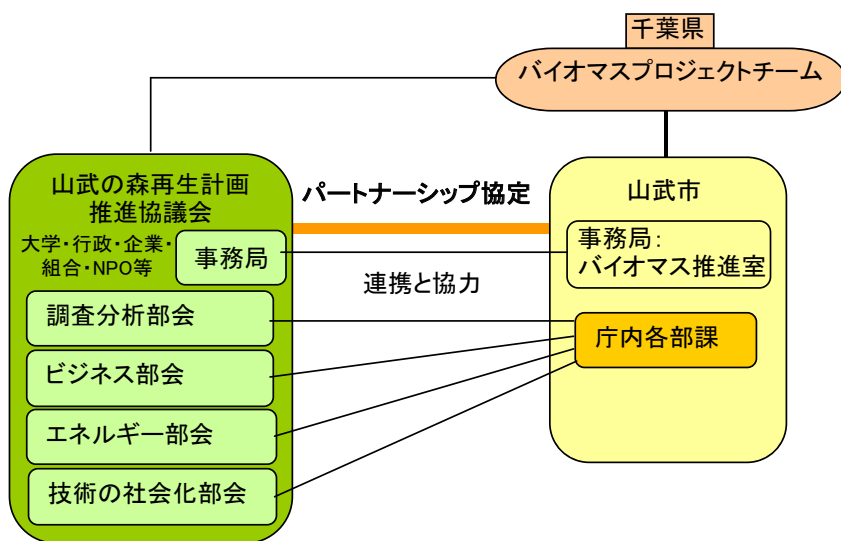 千葉県
バイオマスプロジェクトチーム
山武の森再生計画
推進協議会
大学・行政・企業・
組合・NPO等
事務局
調査分析部会
ビジネス部会
エネルギー部会
技術の社会化部会
パートナーシップ協定
連携と協力
山武市
事務局：
バイオマス推進室
庁内各部課